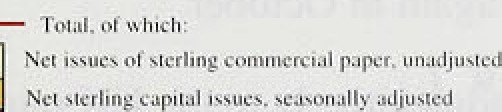 Total, of which:
Net issues of sterling commercial paper, unadjusted
Net sterling capital issues, seasonally adjusted